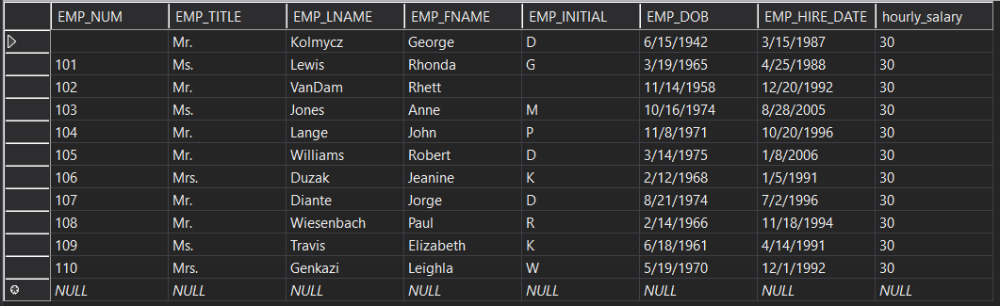 EMP_NUM EMP_TITLE EMP_LNAME EMP_FNAME EMP_INITIAL EMP_DOB EMP_HIRE_DATE hourly_salary
Mr. Kolmycz George D 6/15/1942 3/15/1987 30
101 Ms. Lewis Rhonda G 3/19/1965 4/25/1988 30
102 Mr. VanDam Rhett 11/14/1958 12/20/1992 30
103 Ms. Jones Anne M 10/16/1974 8/28/2005 30
104 Mr. Lange John P 11/8/1971 10/20/1996 30
105 Mr. Williams Robert D 3/14/1975 1/8/2006 30
106 Mrs. Duzak Jeanine K 2/12/1968 1/5/1991 30
107 Mr. Diante Jorge D 8/21/1974 7/2/1996 30
108 Mr. Wiesenbach Paul R 2/14/1966 11/18/1994 30
109 Ms. Travis Elizabeth K 6/18/1961 4/14/1991 30
110 Mrs. Genkazi Leighla W 5/19/1970 12/1/1992 30
NULL NULL NULL NULL NULL NULL NULL NULL